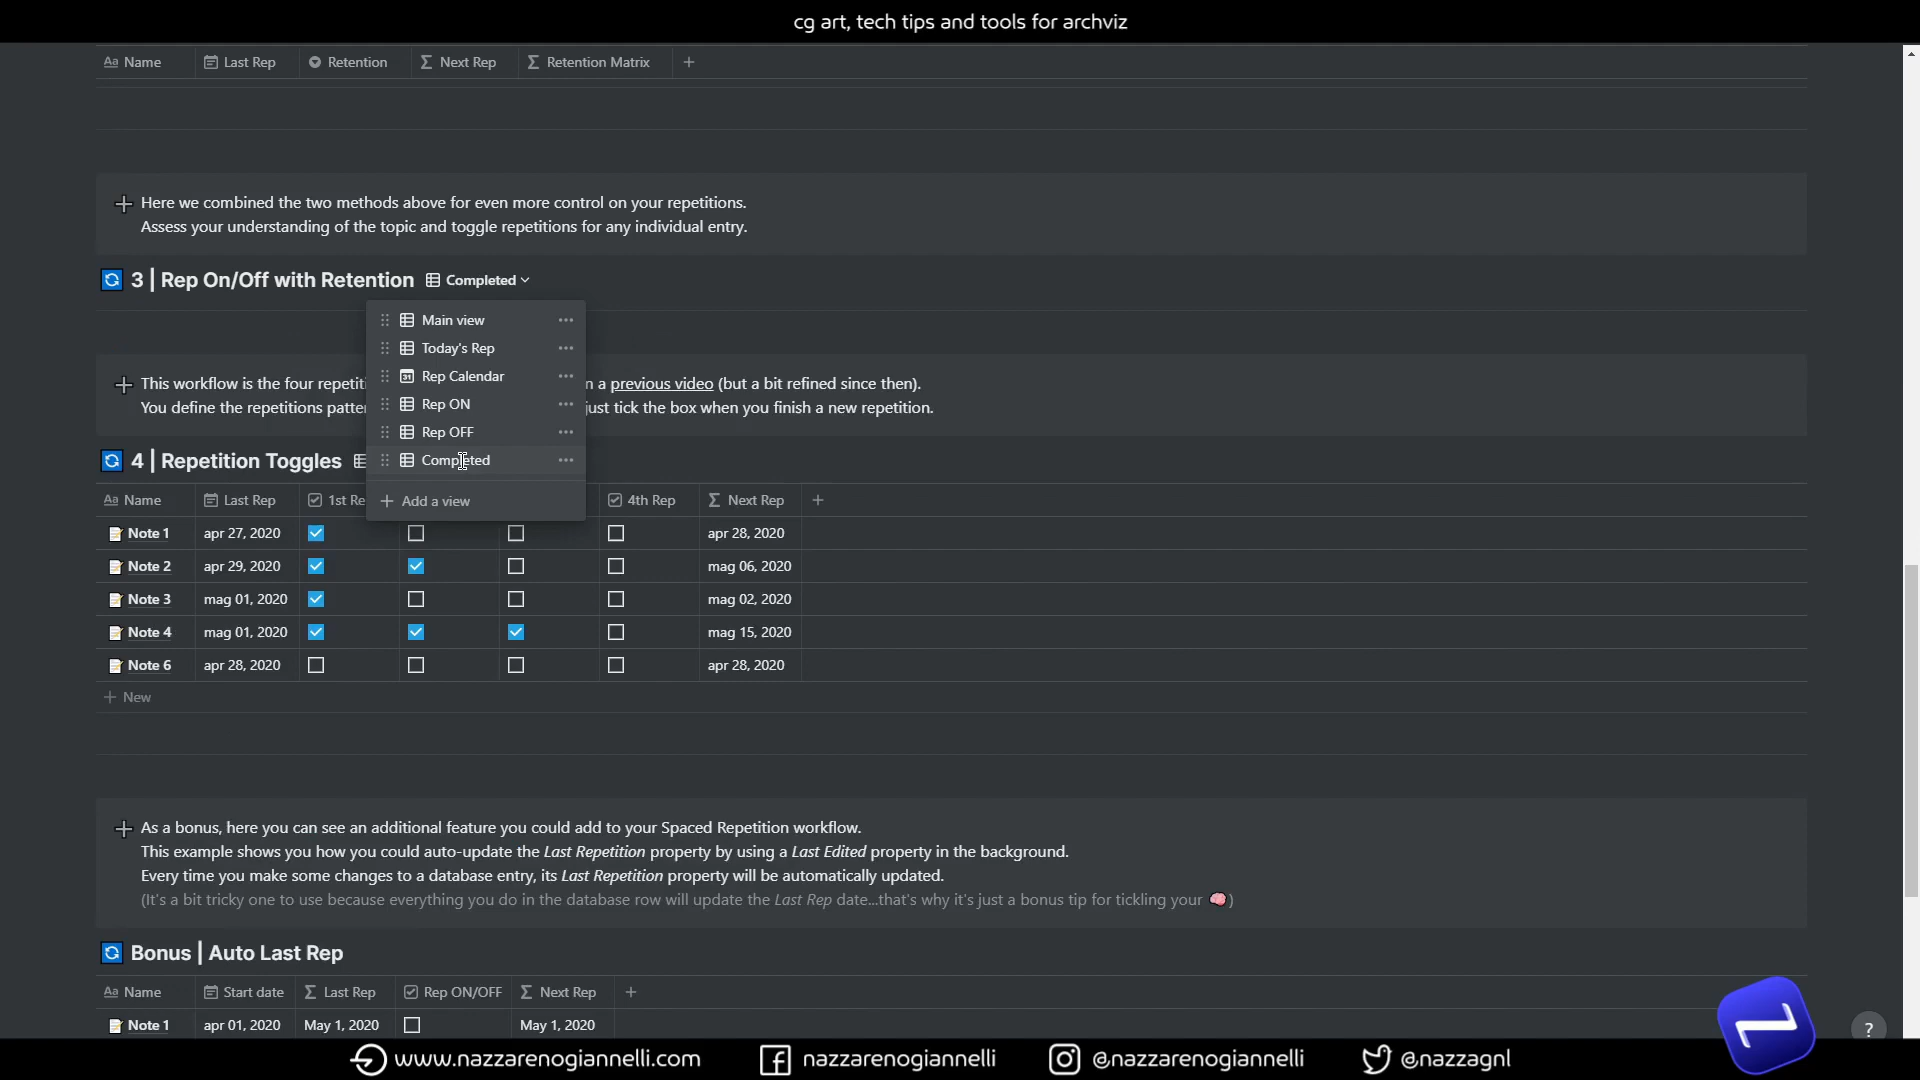 cg art, tech tips and tools for archviz
Aa Name Last Rep Retention Σ Next Rep Σ Retention Matrix +
Here we combined the two methods above for even more control on your repetitions.
Assess your understanding of the topic and toggle repetitions for any individual entry.
3 | Rep On/Off with Retention Completed
Main view
Today's Rep
31 Rep Calendar
Rep ON
Rep OFF
Completed
+ Add a view
This workflow is the four n a previous video (but a bit refined since then).
You define the repetitions just tick the box when you finish a new repetition.
4 | Repetition Toggles
Aa Name Last Rep 1st Re 4th Rep Σ Next Rep +
Note 1 apr 27, 2020 apr 28, 2020
Note 2 apr 29, 2020 mag 06, 2020
Note 3 mag 01, 2020 mag 02, 2020
Note 4 mag 01, 2020 mag 15, 2020
Note 6 apr 28, 2020 apr 28, 2020
+ New
As a bonus, here you can see an additional feature you could add to your Spaced Repetition workflow.
This example shows you how you could auto-update the Last Repetition property by using a Last Edited property in the background.
Every time you make some changes to a database entry, its Last Repetition property will be automatically updated.
(It's a bit tricky one to use because everything you do in the database row will update the Last Rep date...that's why it's just a bonus tip for tickling your 🧠)
Bonus | Auto Last Rep
Aa Name Start date Σ Last Rep Rep ON/OFF Σ Next Rep +
Note 1 apr 01, 2020 May 1, 2020 May 1, 2020
?
www.nazzarenogiannelli.com nazzarenogiannelli @nazzarenogiannelli @nazzagnl